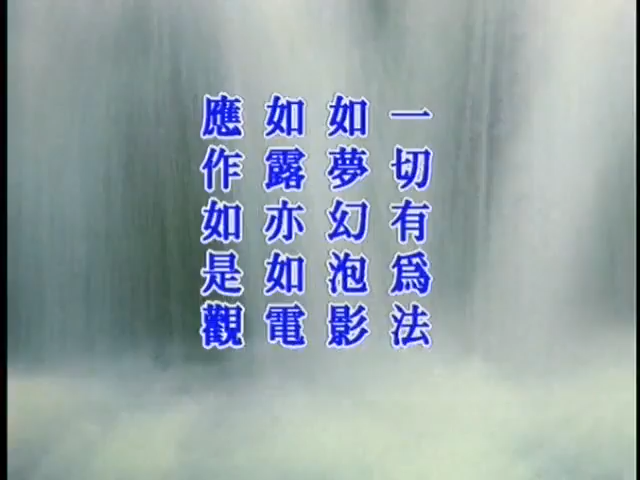 一切有爲法
如夢幻泡影
如露亦如電
應作如是觀